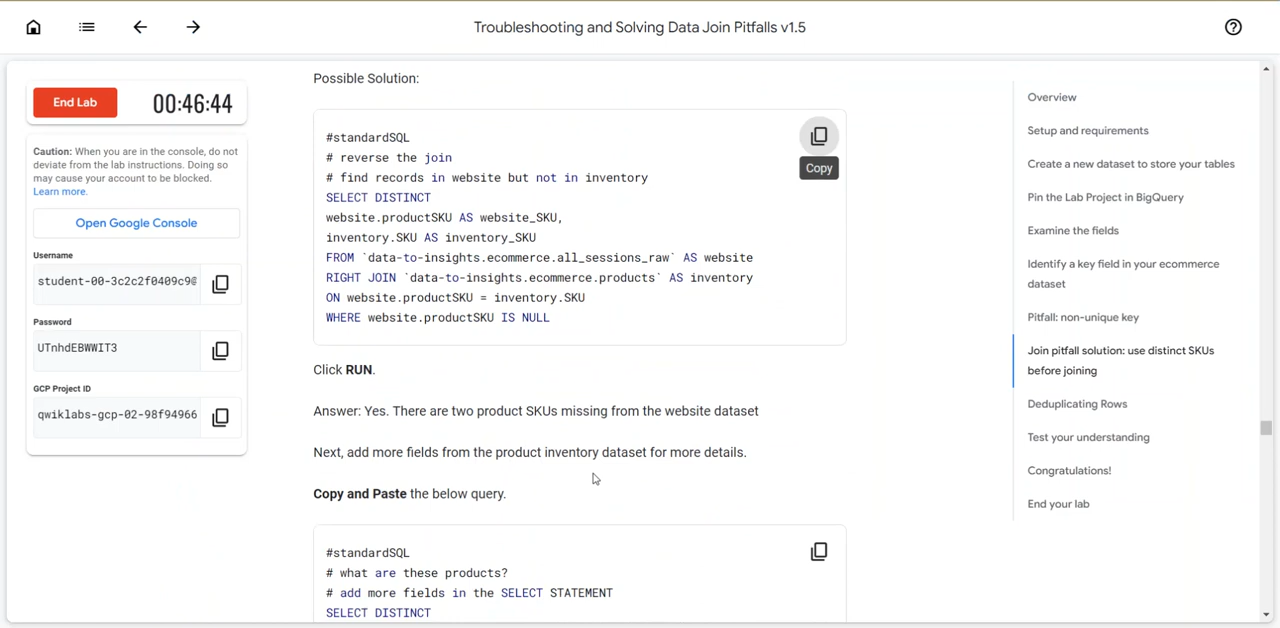 Troubleshooting and Solving Data Join Pitfalls v1.5
End Lab
00:46:44
Caution: When you are in the console, do not
deviate from the lab instructions. Doing so
may cause your account to be blocked.
Learn more.
Open Google Console
Username
student-00-3c2c2f0409c9@
Password
UTnhdEBWWIT3
GCP Project ID
qwiklabs-gcp-02-98f94966
Possible Solution:
#standardSQL
# reverse the join
# find records in website but not in inventory
SELECT DISTINCT
website.productSKU AS website_SKU,
inventory.SKU AS inventory_SKU
FROM `data-to-insights.ecommerce.all_sessions_raw` AS website
RIGHT JOIN `data-to-insights.ecommerce.products` AS inventory
ON website.productSKU = inventory.SKU
WHERE website.productSKU IS NULL
Copy
Click RUN.
Answer: Yes. There are two product SKUs missing from the website dataset
Next, add more fields from the product inventory dataset for more details.
Copy and Paste the below query.
#standardSQL
# what are these products?
# add more fields in the SELECT STATEMENT
SELECT DISTINCT
Overview
Setup and requirements
Create a new dataset to store your tables
Pin the Lab Project in BigQuery
Examine the fields
Identify a key field in your ecommerce
dataset
Pitfall: non-unique key
Join pitfall solution: use distinct SKUs
before joining
Deduplicating Rows
Test your understanding
Congratulations!
End your lab